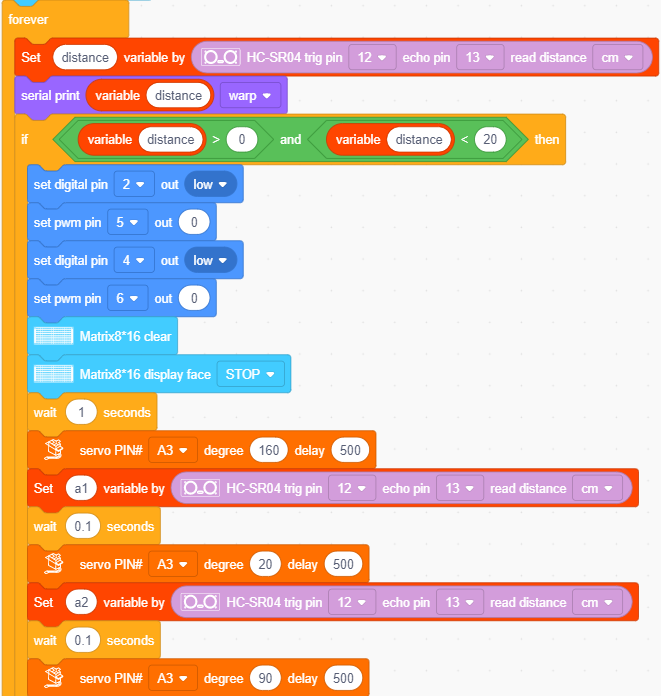 forever
Set distance variable by HC-SR04 trig pin 12 echo pin 13 read distance cm
serial print variable distance warp
if variable distance > 0 and variable distance < 20 then
set digital pin 2 out low
set pwm pin 5 out 0
set digital pin 4 out low
set pwm pin 6 out 0
Matrix8*16 clear
Matrix8*16 display face STOP
wait 1 seconds
servo PIN# A3 degree 160 delay 500
Set a1 variable by HC-SR04 trig pin 12 echo pin 13 read distance cm
wait 0.1 seconds
servo PIN# A3 degree 20 delay 500
Set a2 variable by HC-SR04 trig pin 12 echo pin 13 read distance cm
wait 0.1 seconds
servo PIN# A3 degree 90 delay 500